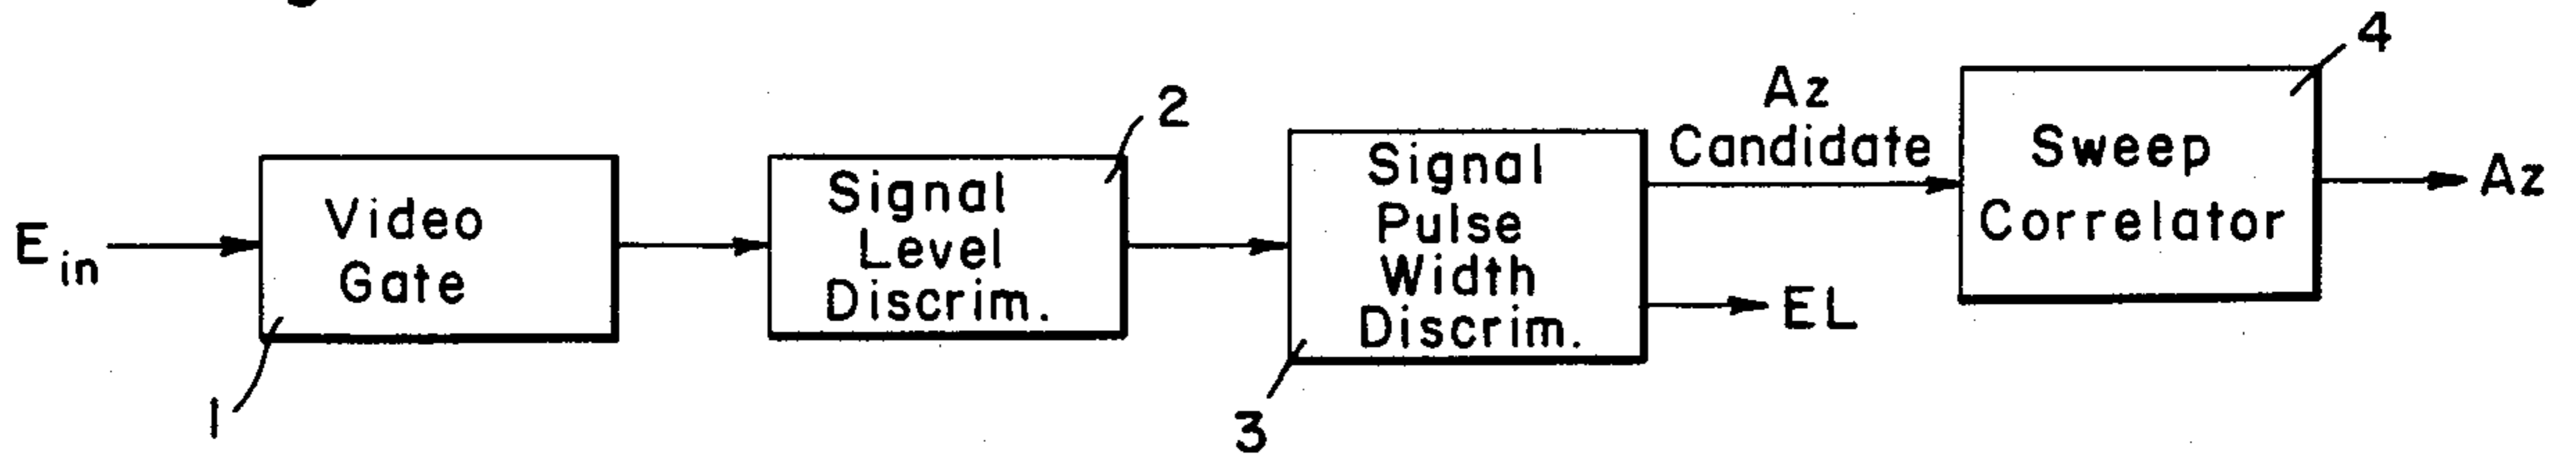 E in
Video
Gate
1
Signal
Level
Discrim.
2
Signal
Pulse
Width
Discrim.
3
Az
Candidate
EL
Sweep
Correlator
4
Az